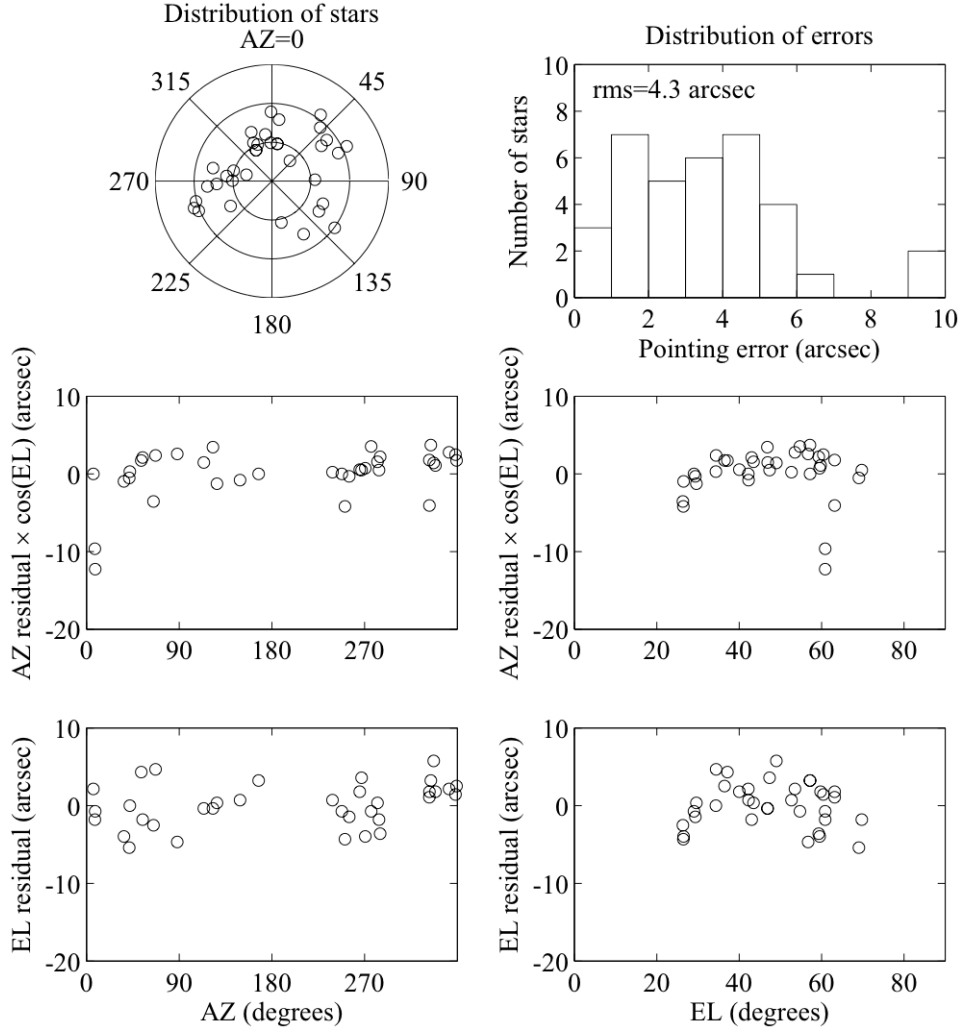 Distribution of stars
AZ=0
315
45
270
90
225
135
180
Distribution of errors
rms=4.3 arcsec
Number of stars
10
8
6
4
2
0
0 2 4 6 8 10
Pointing error (arcsec)
AZ residual × cos(EL) (arcsec)
10
0
-10
-20
0 90 180 270
AZ residual × cos(EL) (arcsec)
10
0
-10
-20
20 40 60 80
EL residual (arcsec)
10
0
-10
-20
0 90 180 270
AZ (degrees)
EL residual (arcsec)
10
0
-10
-20
0 20 40 60 80
EL (degrees)